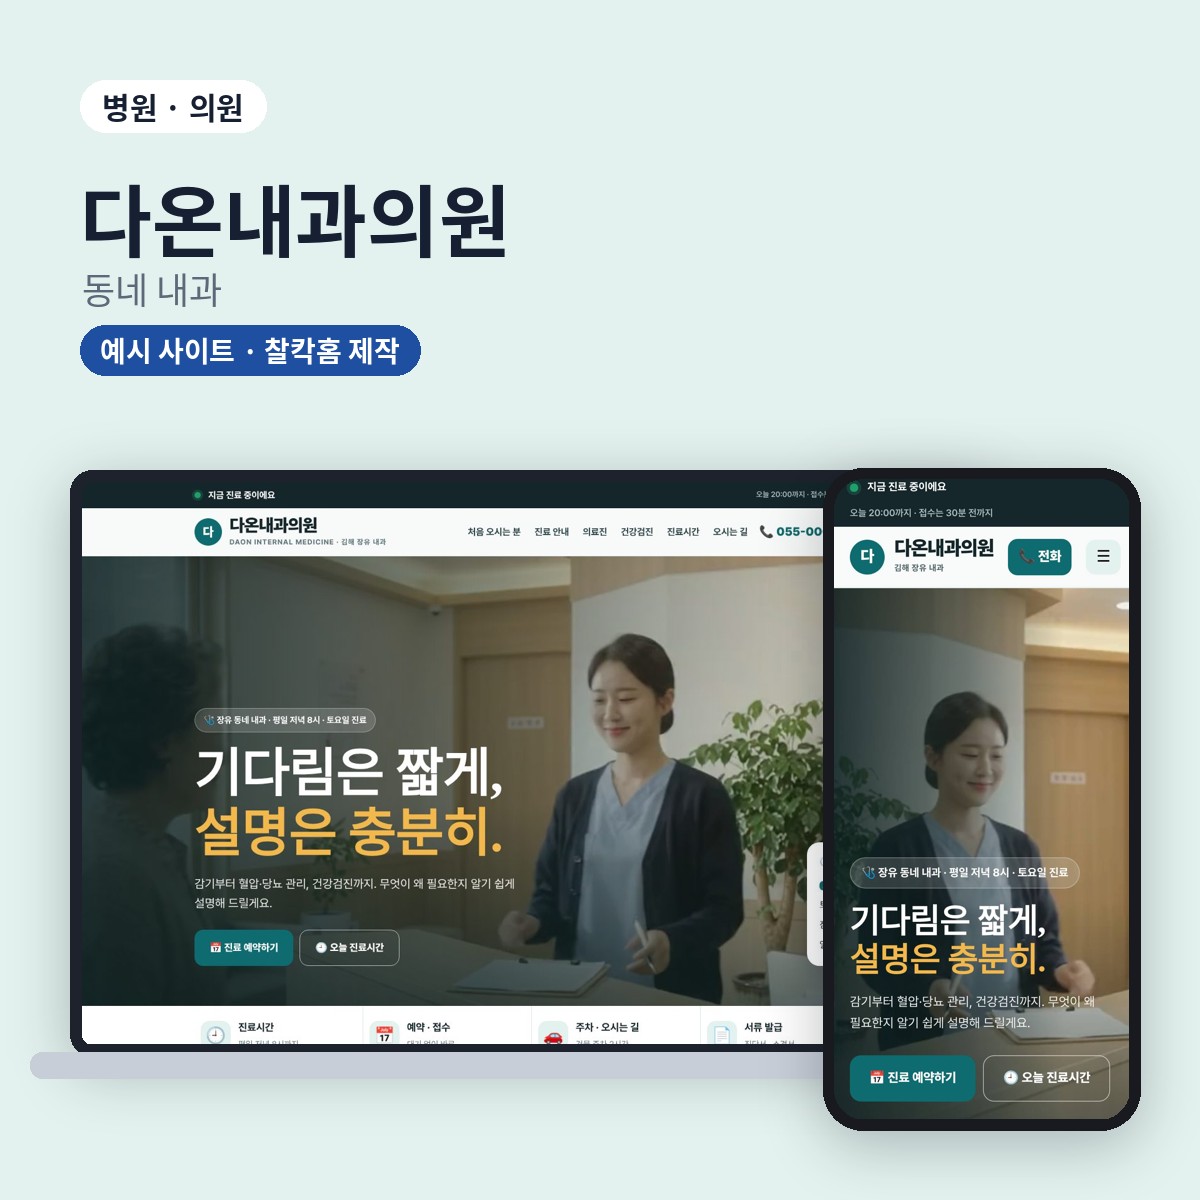 병원 · 의원
다온내과의원
동네 내과
예시 사이트 · 찰칵홈 제작
지금 진료 중이에요
오늘 20:00까지 · 접수
다
다온내과의원
DAON INTERNAL MEDICINE · 김해 장유 내과
처음 오시는 분 진료 안내 의료진 건강검진 진료시간 오시는 길 📞 055-00
🩺 장유 동네 내과 · 평일 저녁 8시 · 토요일 진료
기다림은 짧게,
설명은 충분히.
감기부터 혈압·당뇨 관리, 건강검진까지. 무엇이 왜 필요한지 알기 쉽게
설명해 드릴게요.
📅 진료 예약하기 🕘 오늘 진료시간
진료시간
예약 · 접수
주차 · 오시는 길
서류 발급
지금 진료 중이에요
오늘 20:00까지 · 접수는 30분 전까지
다
다온내과의원
김해 장유 내과
📞 전화 ☰
🩺 장유 동네 내과 · 평일 저녁 8시 · 토요일 진료
기다림은 짧게,
설명은 충분히.
감기부터 혈압·당뇨 관리, 건강검진까지. 무엇이 왜
필요한지 알기 쉽게 설명해 드릴게요.
📅 진료 예약하기 🕘 오늘 진료시간